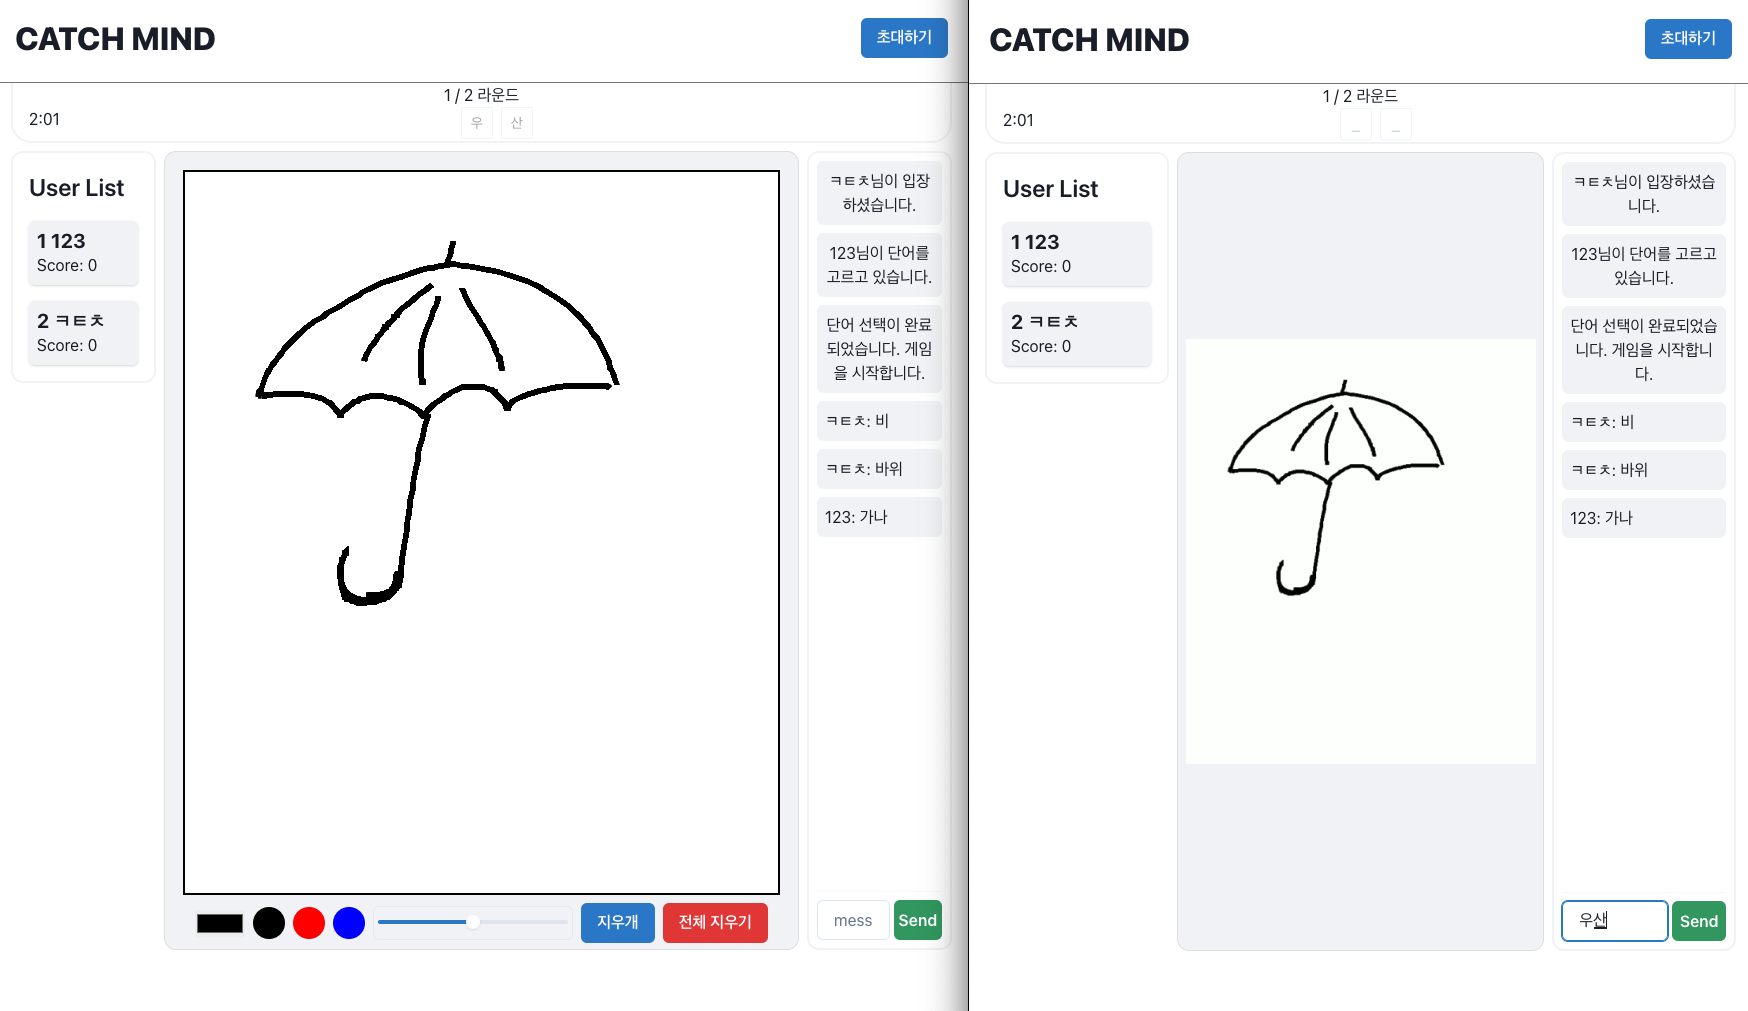 CATCH MIND
초대하기
1 / 2 라운드
2:01
우 산
User List
1 123
Score: 0
2 ㅋㅌㅊ
Score: 0
ㅋㅌㅊ님이 입장
하셨습니다.
123님이 단어를
고르고 있습니다.
단어 선택이 완료
되었습니다. 게임
을 시작합니다.
ㅋㅌㅊ: 비
ㅋㅌㅊ: 바위
123: 가나
지우개
전체 지우기
mess
Send
CATCH MIND
초대하기
1 / 2 라운드
2:01
_ _
User List
1 123
Score: 0
2 ㅋㅌㅊ
Score: 0
ㅋㅌㅊ님이 입장하셨습
니다.
123님이 단어를 고르고
있습니다.
단어 선택이 완료되었습
니다. 게임을 시작합니
다.
ㅋㅌㅊ: 비
ㅋㅌㅊ: 바위
123: 가나
우산
Send